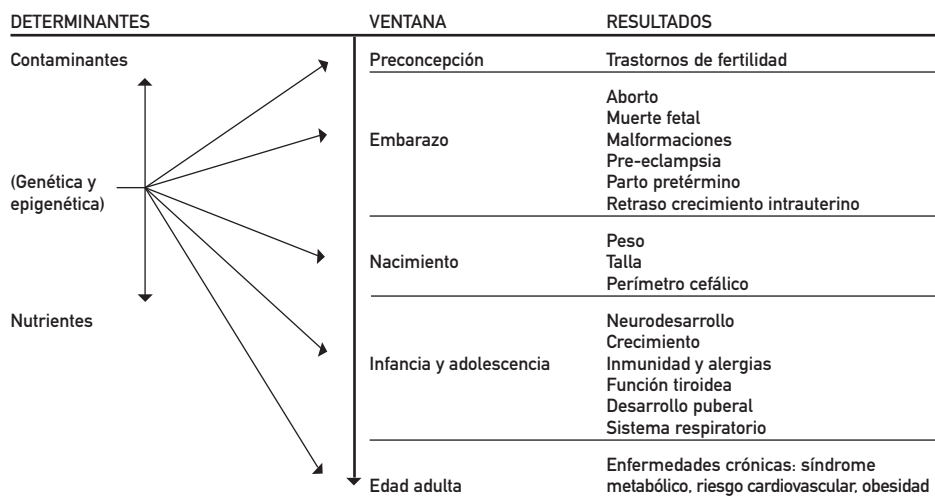 DETERMINANTES VENTANA RESULTADOS
Contaminantes Preconcepción Trastornos de fertilidad
Aborto
Muerte fetal
Embarazo Malformaciones
Pre-eclampsia
(Genética y Parto pretérmino
epigenética) Retraso crecimiento intrauterino
Peso
Nacimiento Talla
Perímetro cefálico
Nutrientes Neurodesarrollo
Crecimiento
Infancia y adolescencia Inmunidad y alergias
Función tiroidea
Desarrollo puberal
Sistema respiratorio
Enfermedades crónicas: síndrome
Edad adulta metabólico, riesgo cardiovascular, obesidad